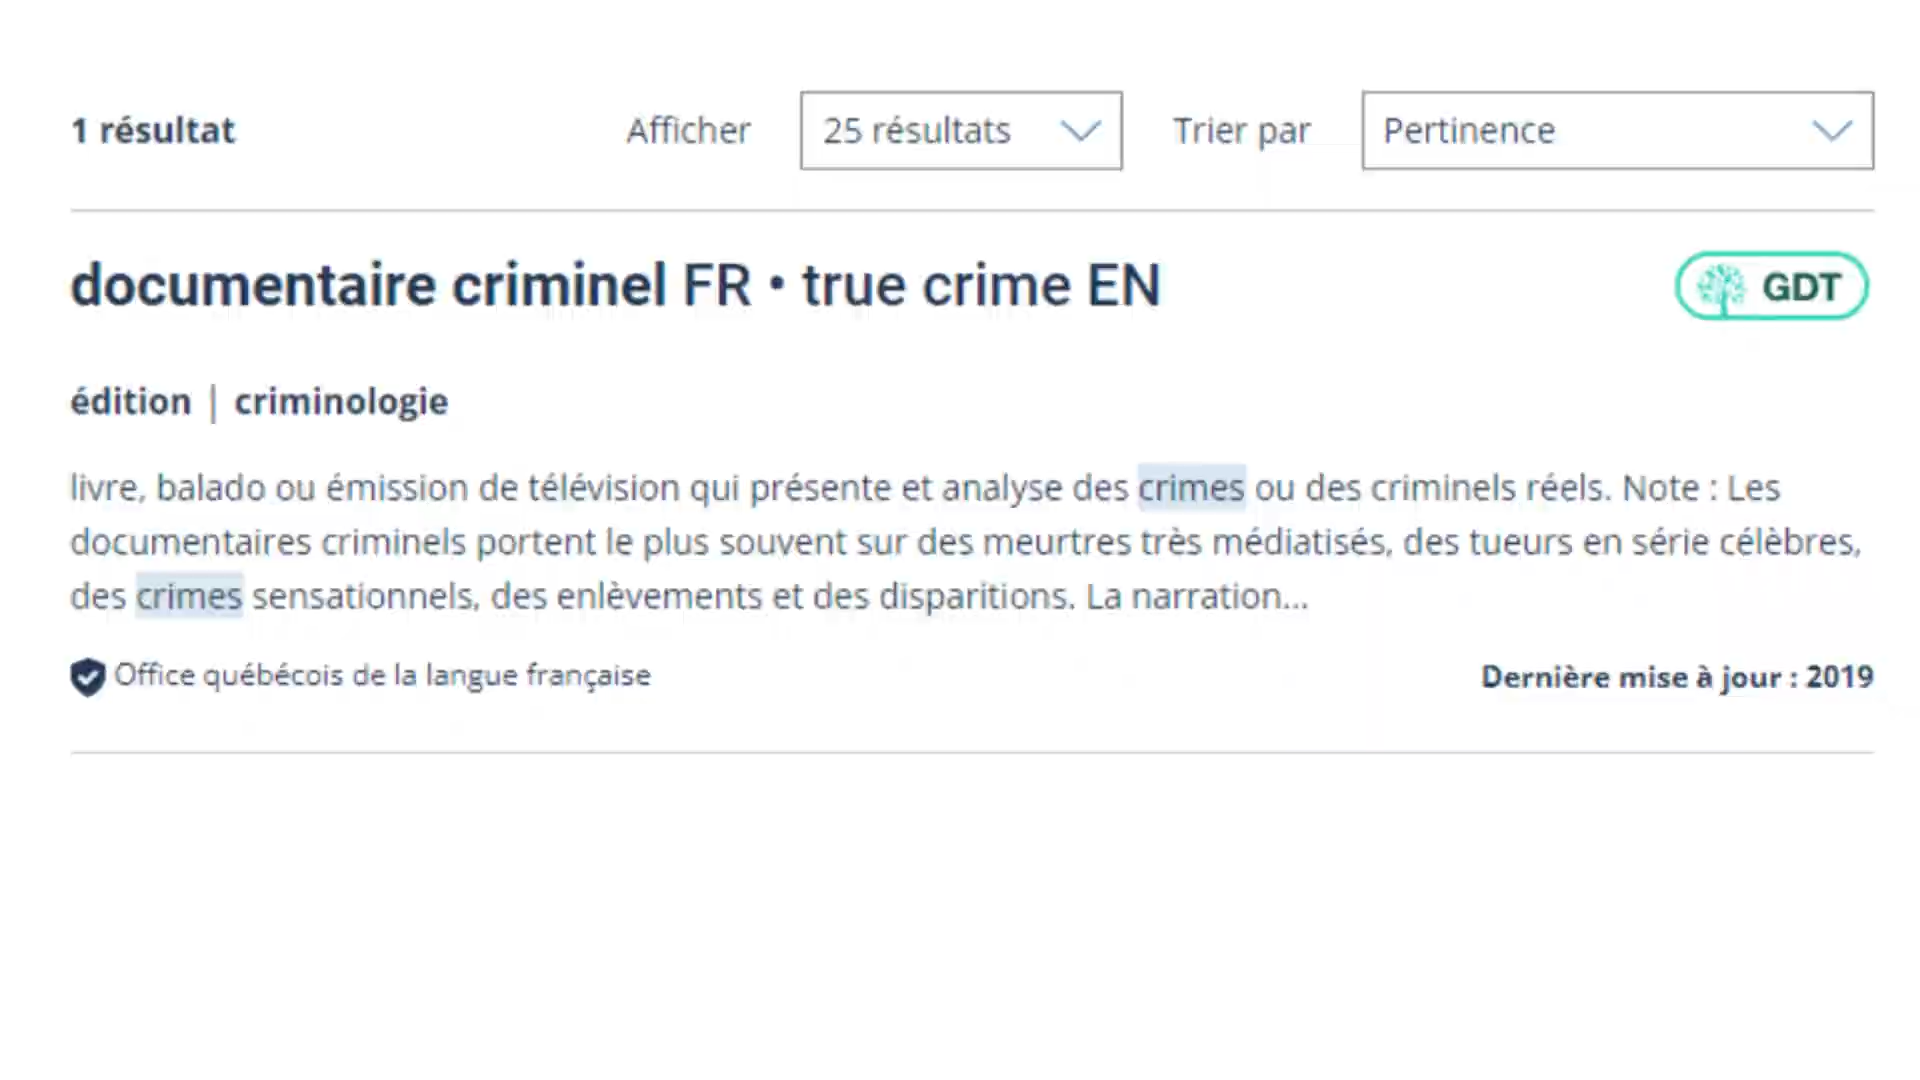 1 résultat Afficher 25 résultats Trier par Pertinence
documentaire criminel FR • true crime EN GDT
édition | criminologie
livre, balado ou émission de télévision qui présente et analyse des crimes ou des criminels réels. Note : Les
documentaires criminels portent le plus souvent sur des meurtres très médiatisés, des tueurs en série célèbres,
des crimes sensationnels, des enlèvements et des disparitions. La narration...
Office québécois de la langue française Dernière mise à jour : 2019